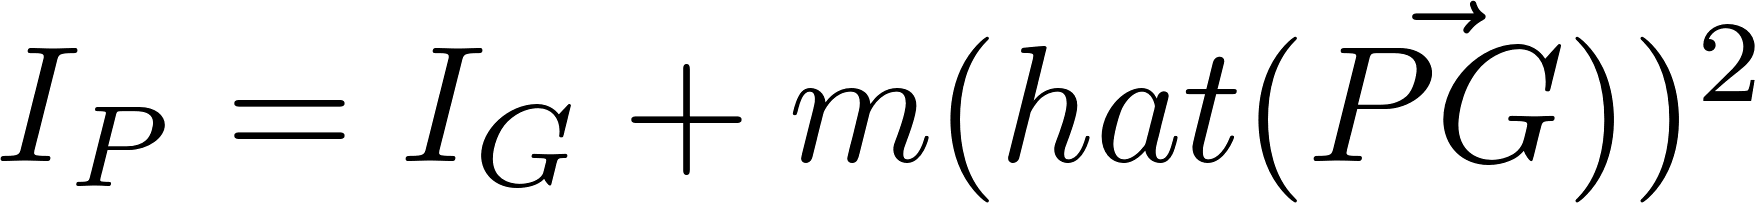 $I_P = I_G + m(hat(\vec{PG}))^2$